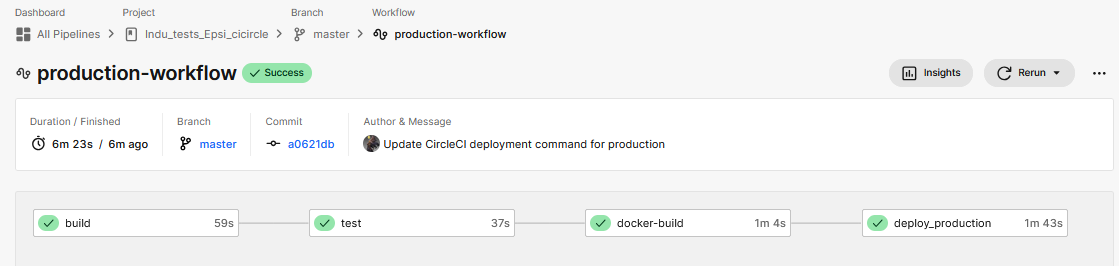 Dashboard Project Branch Workflow
All Pipelines Indu_tests_Epsi_cicircle master production-workflow
production-workflow Success Insights Rerun
Duration / Finished Branch Commit Author & Message
6m 23s / 6m ago master a0621db Update CircleCI deployment command for production
build 59s test 37s docker-build 1m 4s deploy_production 1m 43s